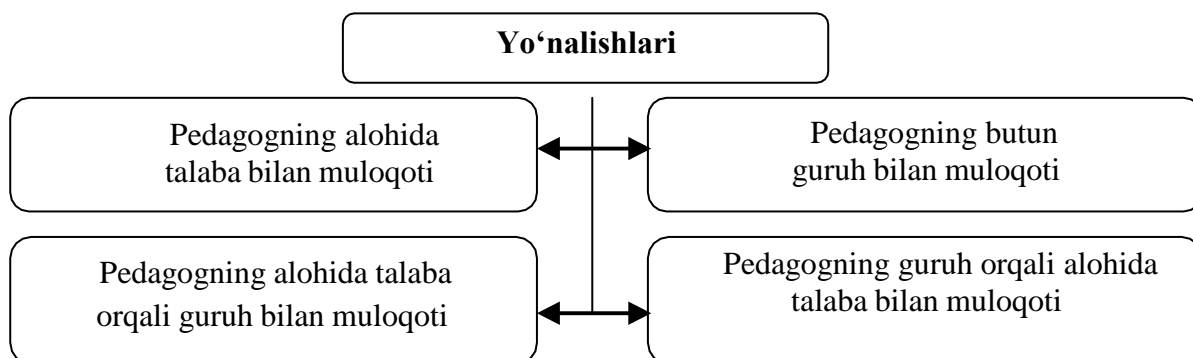 Yo‘nalishlari
Pedagogning alohida
talaba bilan muloqoti
Pedagogning butun
guruh bilan muloqoti
Pedagogning alohida talaba
orqali guruh bilan muloqoti
Pedagogning guruh orqali alohida
talaba bilan muloqoti